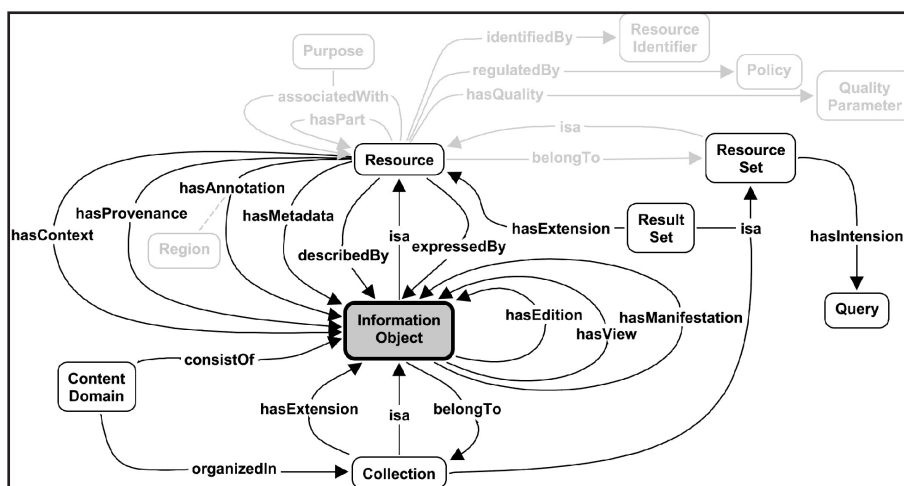 Purpose
identifiedBy
Resource
Identifier
regulatedBy
Policy
associatedWith
hasQuality
Quality
Parameter
hasPart
isa
Resource
belongTo
Resource
Set
hasAnnotation
hasProvenance
hasMetadata
hasContext
Region
describedBy
isa
expressedBy
hasExtension
Result
Set
isa
hasIntension
Query
Information
Object
hasEdition
hasView
hasManifestation
consistOf
Content
Domain
hasExtension
isa
belongTo
organizedIn
Collection